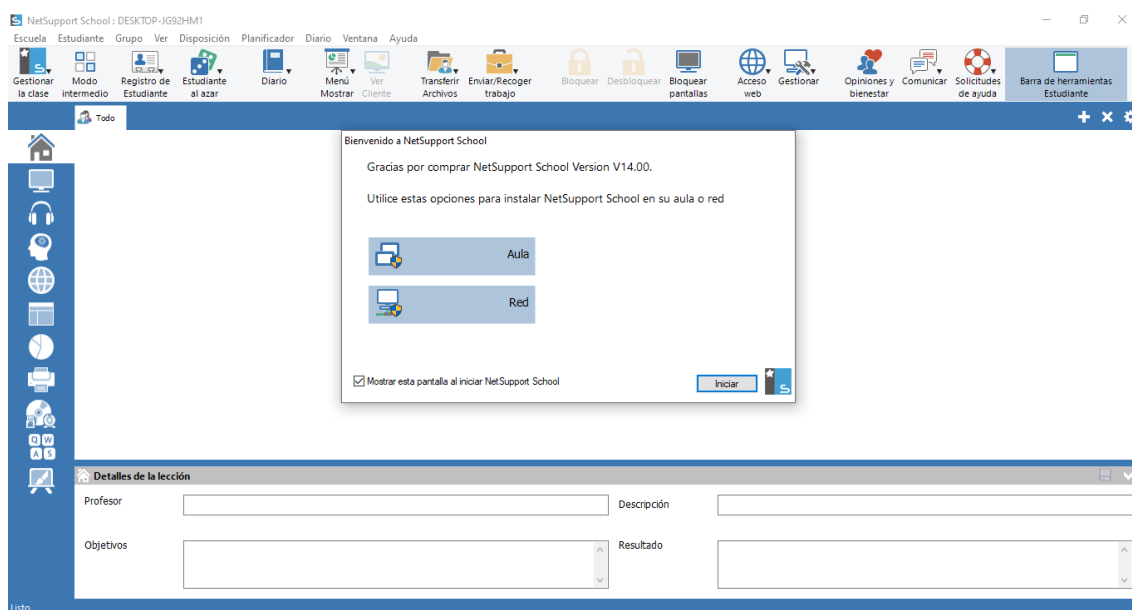 NetSupport School : DESKTOP-JG92HM1
Escuela Estudiante Grupo Ver Disposición Planificador Diario Ventana Ayuda
Gestionar la clase
Modo intermedio
Registro de Estudiante
Estudiante al azar
Diario
Menú Mostrar
Ver Cliente
Transferir Archivos
Enviar/Recoger trabajo
Bloquear
Desbloquear
Bloquear pantallas
Acceso web
Gestionar
Opiniones y bienestar
Comunicar
Solicitudes de ayuda
Barra de herramientas Estudiante
Todo
Bienvenido a NetSupport School
Gracias por comprar NetSupport School Version V14.00.
Utilice estas opciones para instalar NetSupport School en su aula o red
Aula
Red
Mostrar esta pantalla al iniciar NetSupport School
Iniciar
Q W
A S
Detalles de la lección
Profesor
Descripción
Objetivos
Resultado
Listo